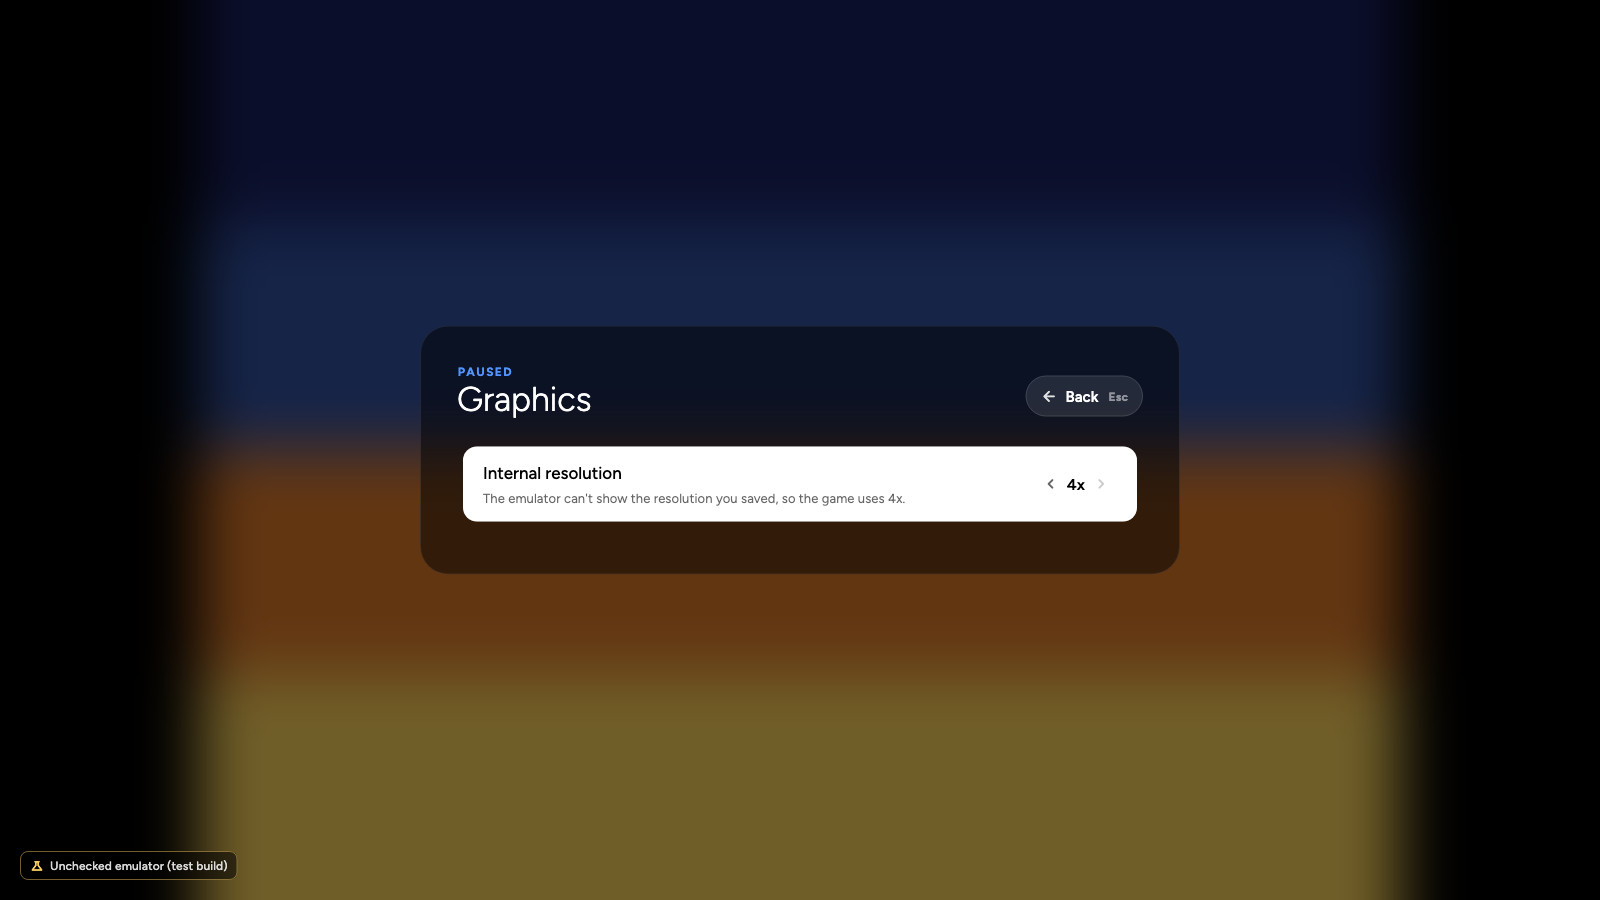 PAUSED
Graphics
Back Esc
Internal resolution
The emulator can't show the resolution you saved, so the game uses 4x.
4x
Unchecked emulator (test build)